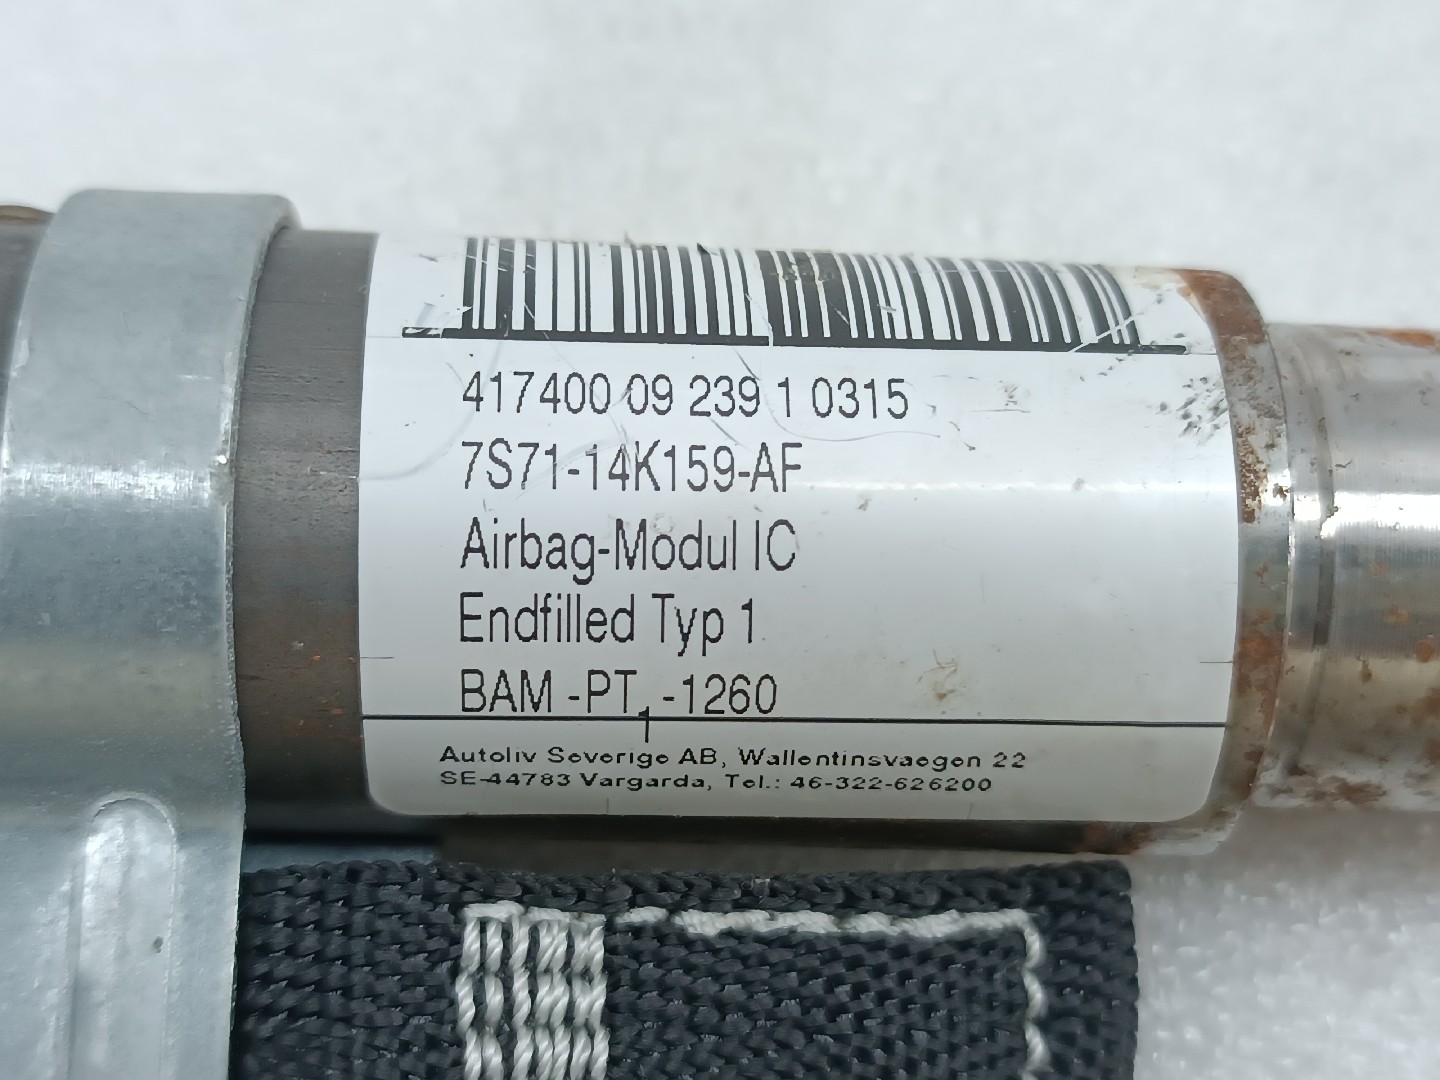 417400 09 239 1 0315
7S71-14K159-AF
Airbag-Modul IC
Endfilled Typ 1
BAM -PT₁ -1260
Autoliv Severige AB, Wallentinsvaegen 22
SE-44783 Vargarda, Tel.: 46-322-626200